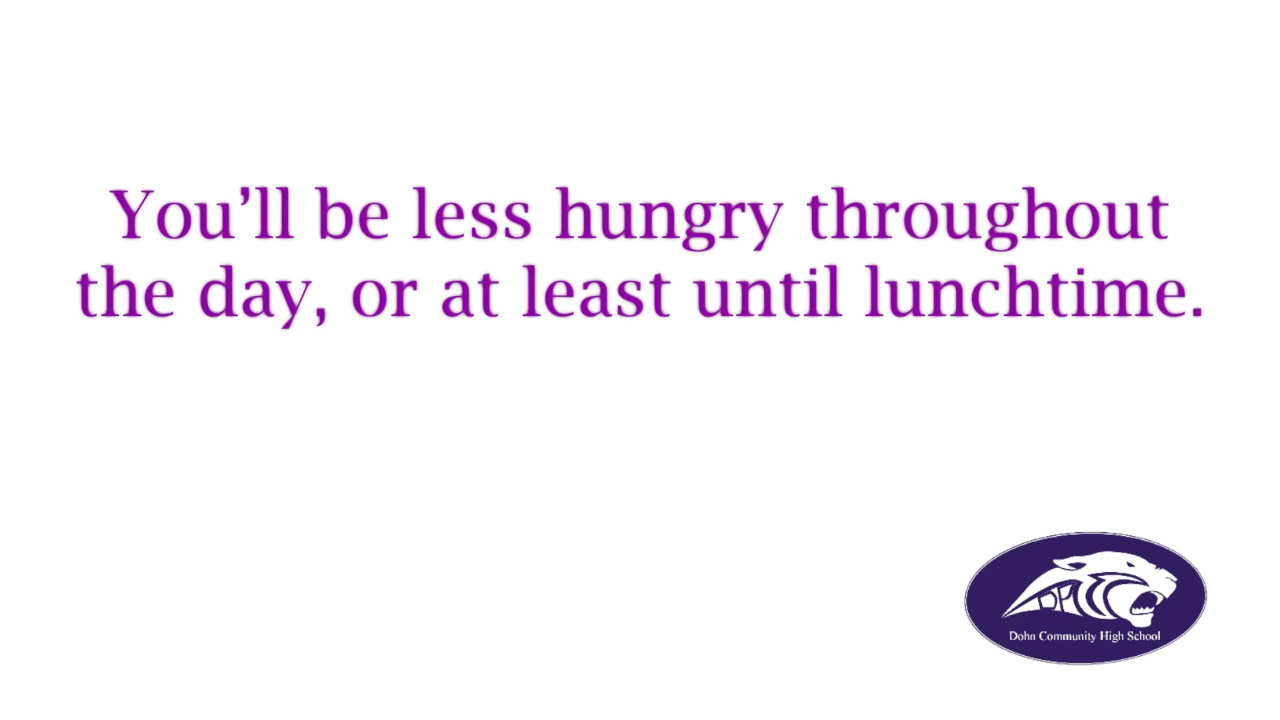 You’ll be less hungry throughout
the day, or at least until lunchtime.
Dohn Community High School